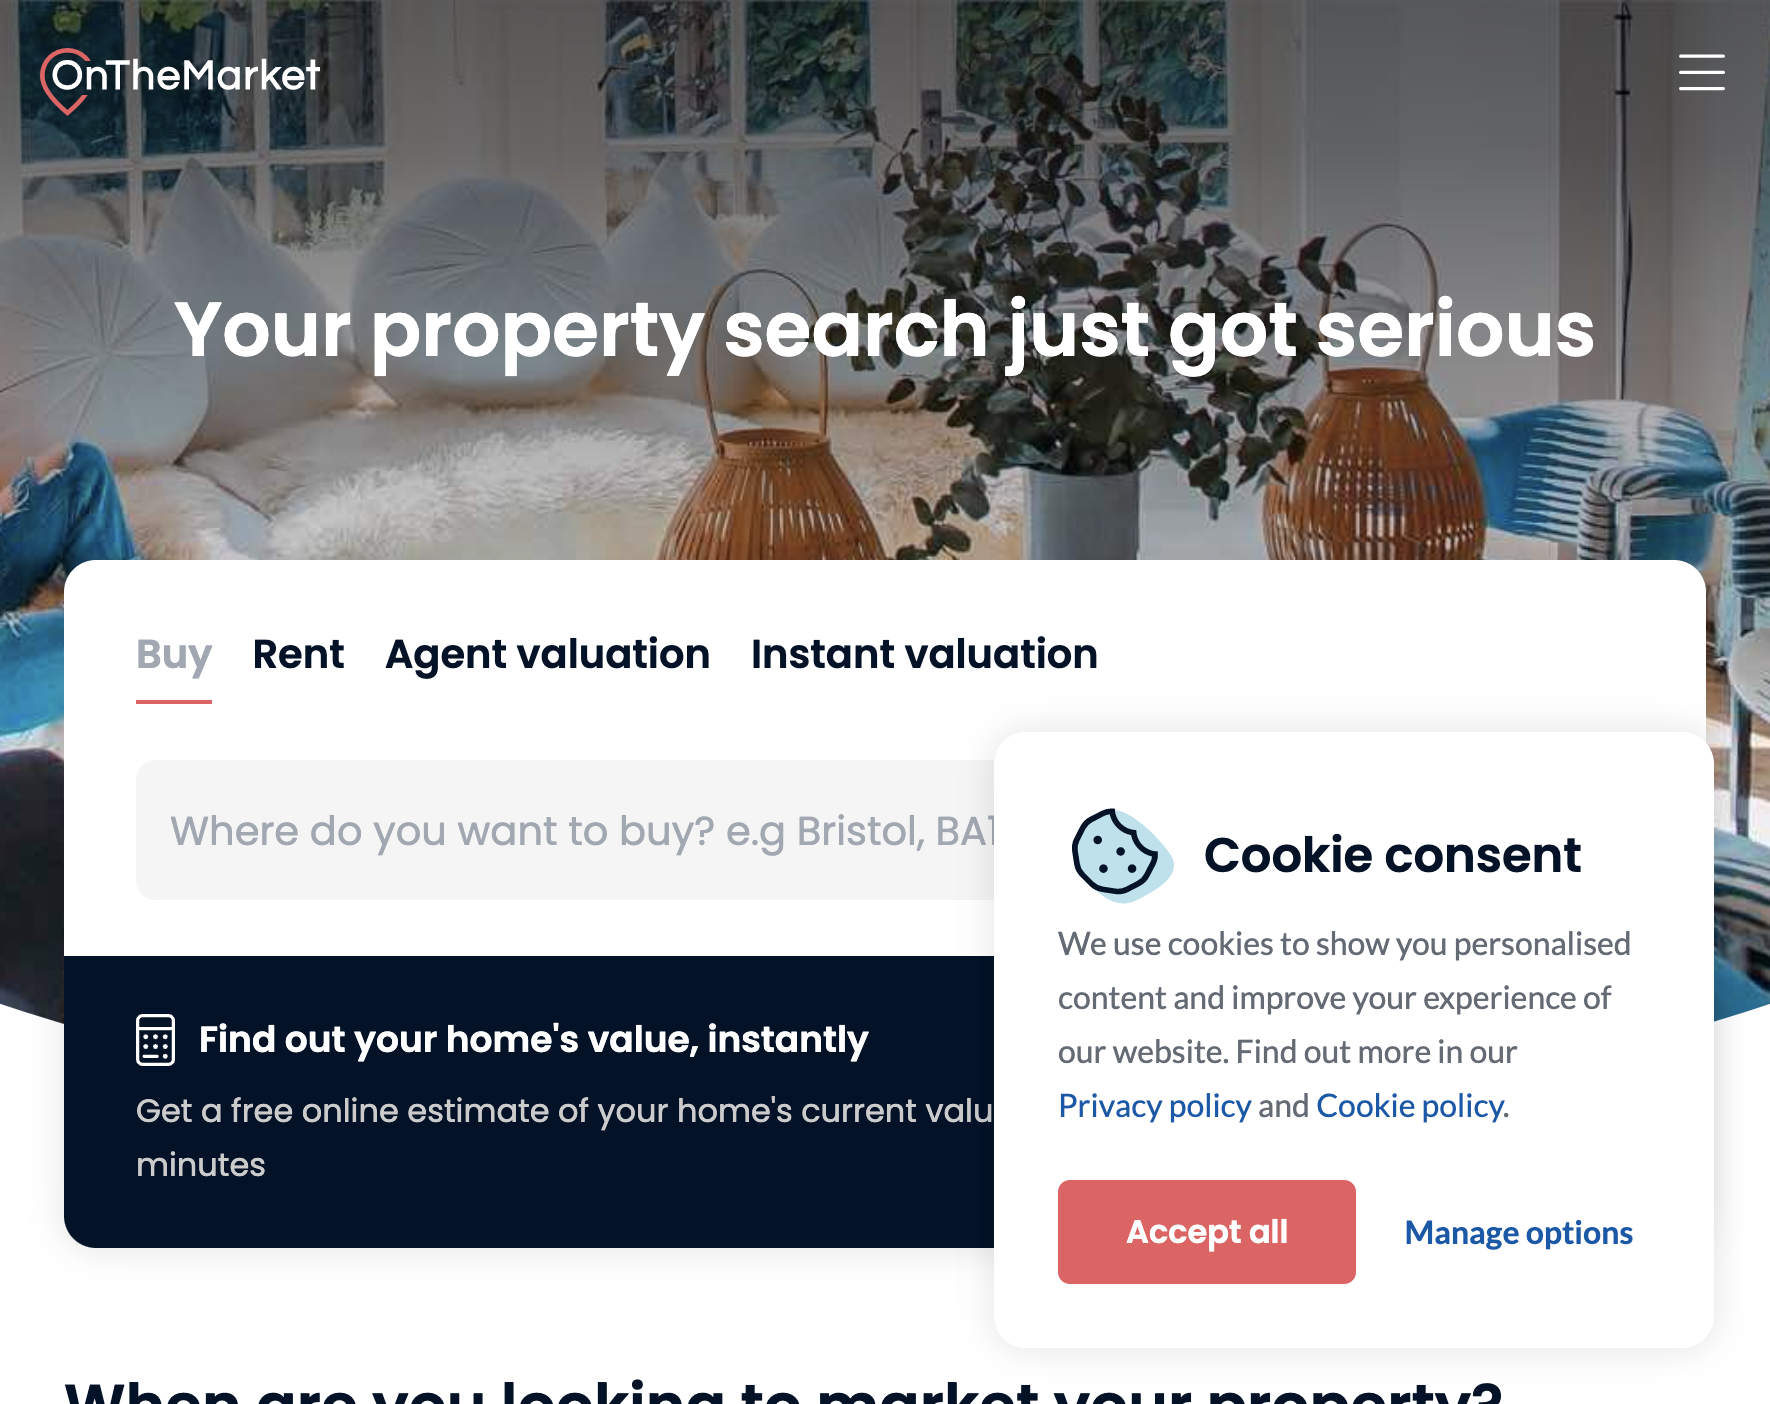 OnTheMarket
Your property search just got serious
Buy Rent Agent valuation Instant valuation
Where do you want to buy? e.g Bristol, BA1
Find out your home's value, instantly
Get a free online estimate of your home's current valu
minutes
Cookie consent
We use cookies to show you personalised
content and improve your experience of
our website. Find out more in our
Privacy policy and Cookie policy.
Accept all Manage options
When are you looking to market your property?